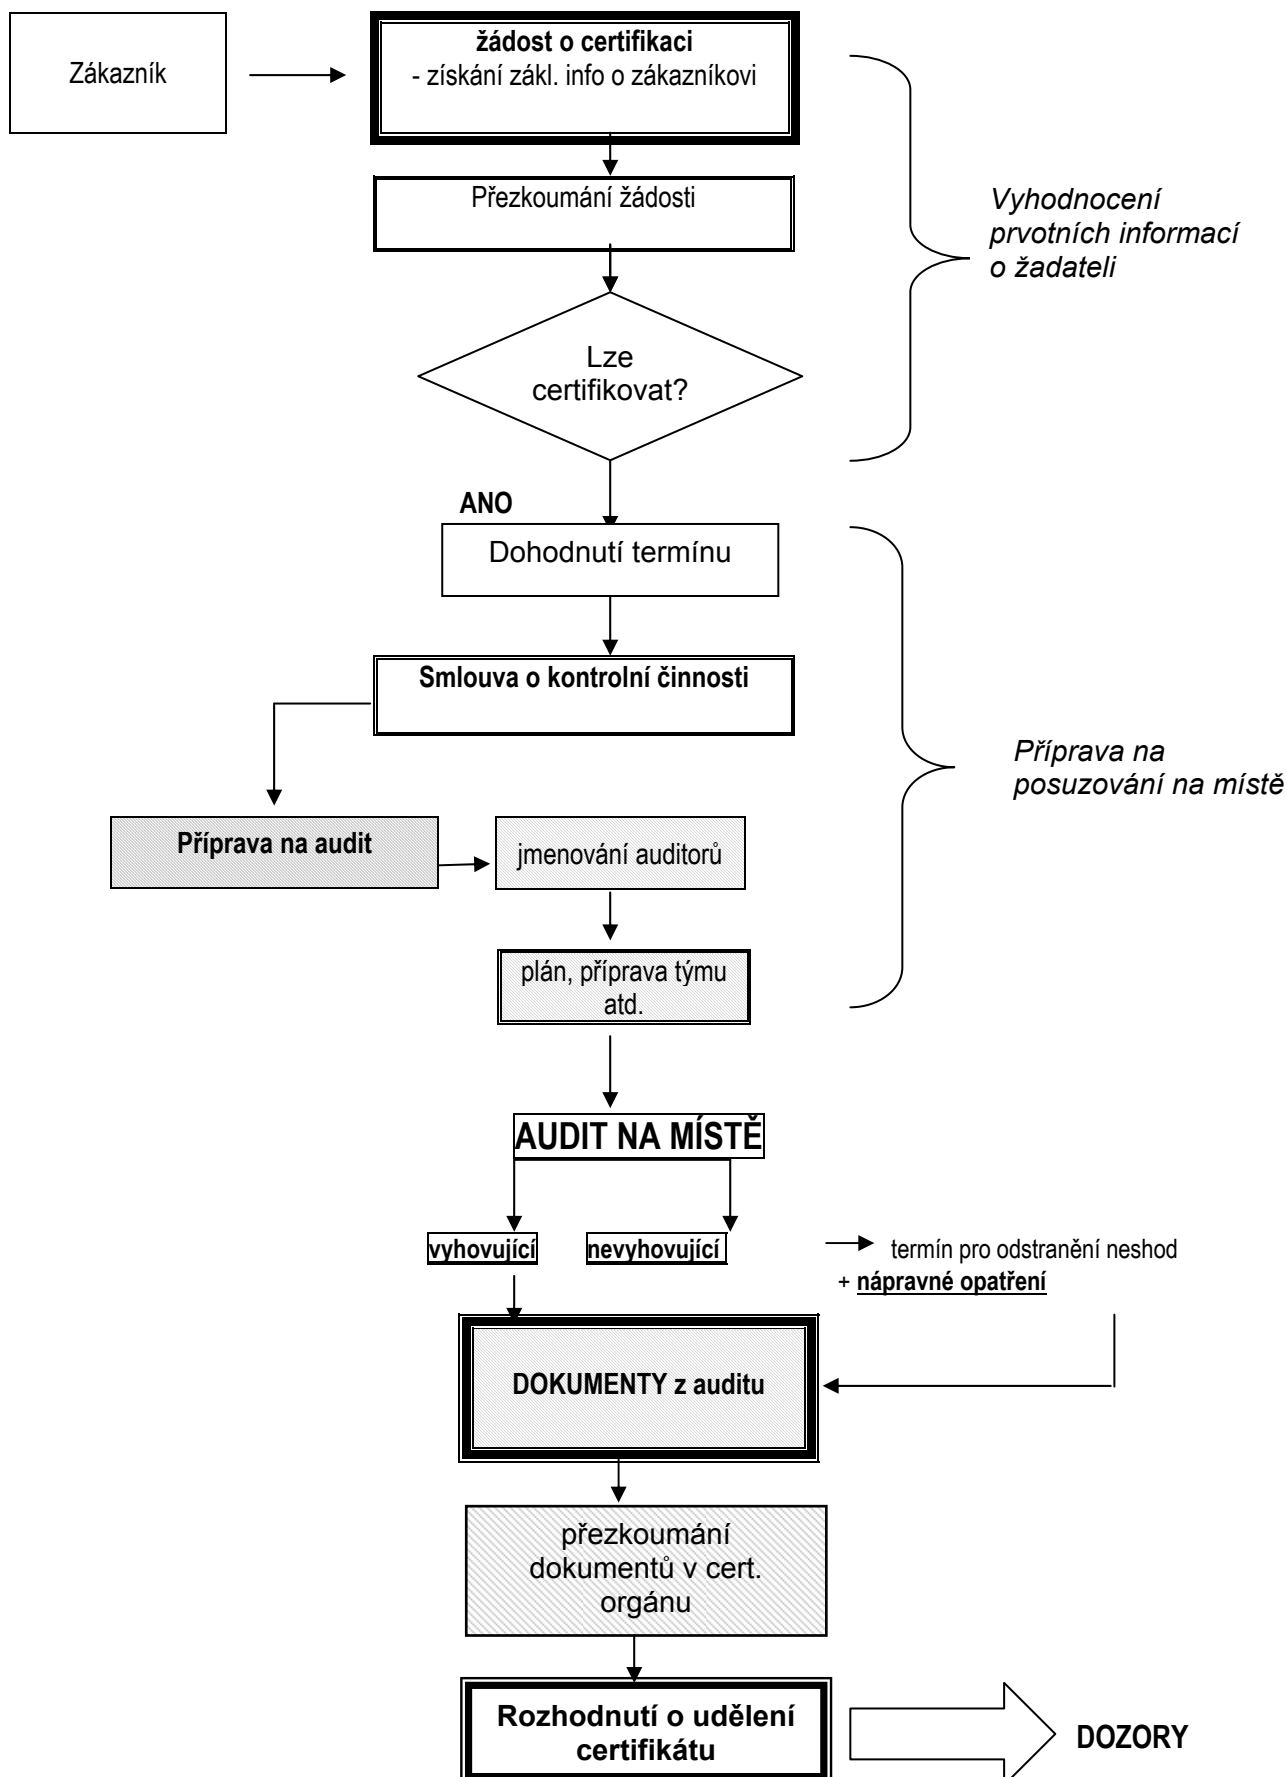 Zákazník
žádost o certifikaci
- získání zákl. info o zákazníkovi
Přezkoumání žádosti
Vyhodnocení
prvotních informací
o žadateli
Lze
certifikovat?
ANO
Dohodnutí termínu
Smlouva o kontrolní činnosti
Příprava na
posuzování na místě
Příprava na audit
jmenování auditorů
plán, příprava týmu
atd.
AUDIT NA MÍSTĚ
vyhovující
nevyhovující
termín pro odstranění neshod
+ nápravné opatření
DOKUMENTY z auditu
přezkoumání
dokumentů v cert.
orgánu
Rozhodnutí o udělení
certifikátu
DOZORY